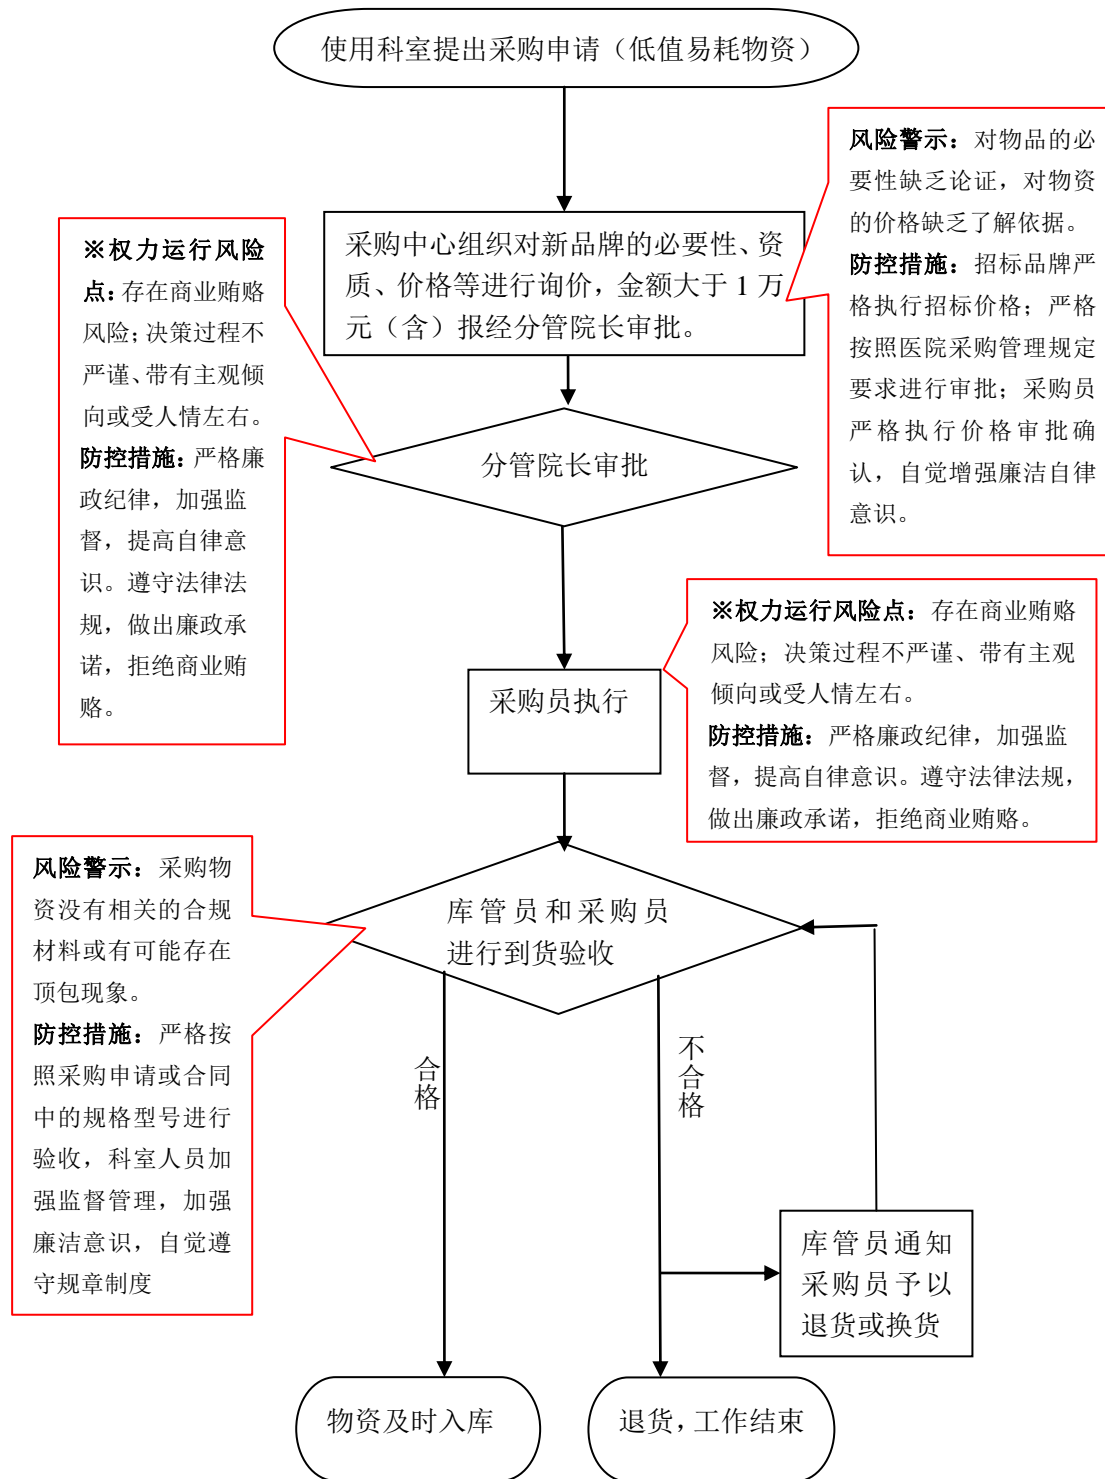 使用科室提出采购申请（低值易耗物资）
风险警示：对物品的必
要性缺乏论证，对物资
的价格缺乏了解依据。
防控措施：招标品牌严
格执行招标价格；严格
按照医院采购管理规定
要求进行审批；采购员
严格执行价格审批确
认，自觉增强廉洁自律
意识。
采购中心组织对新品牌的必要性、资
质、价格等进行询价，金额大于 1 万
元（含）报经分管院长审批。
※权力运行风险
点：存在商业贿赂
风险；决策过程不
严谨、带有主观倾
向或受人情左右。
防控措施：严格廉
政纪律，加强监
督，提高自律意
识。遵守法律法
规，做出廉政承
诺，拒绝商业贿
赂。
分管院长审批
※权力运行风险点：存在商业贿赂
风险；决策过程不严谨、带有主观
倾向或受人情左右。
防控措施：严格廉政纪律，加强监
督，提高自律意识。遵守法律法规，
做出廉政承诺，拒绝商业贿赂。
采购员执行
风险警示：采购物
资没有相关的合规
材料或有可能存在
顶包现象。
防控措施：严格按
照采购申请或合同
中的规格型号进行
验收，科室人员加
强监督管理，加强
廉洁意识，自觉遵
守规章制度
库管员和采购员
进行到货验收
合格
不合格
库管员通知
采购员予以
退货或换货
物资及时入库
退货，工作结束